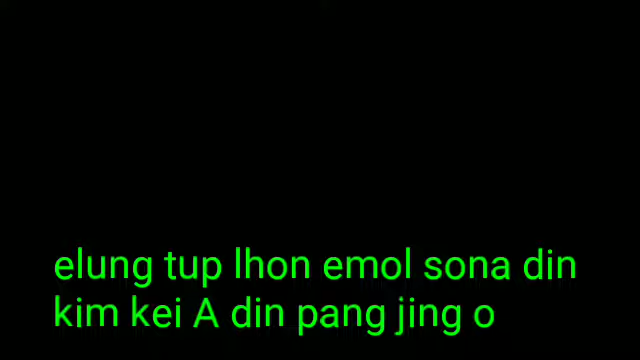 elung tup lhon emol sona din
kim kei A din pang jing o